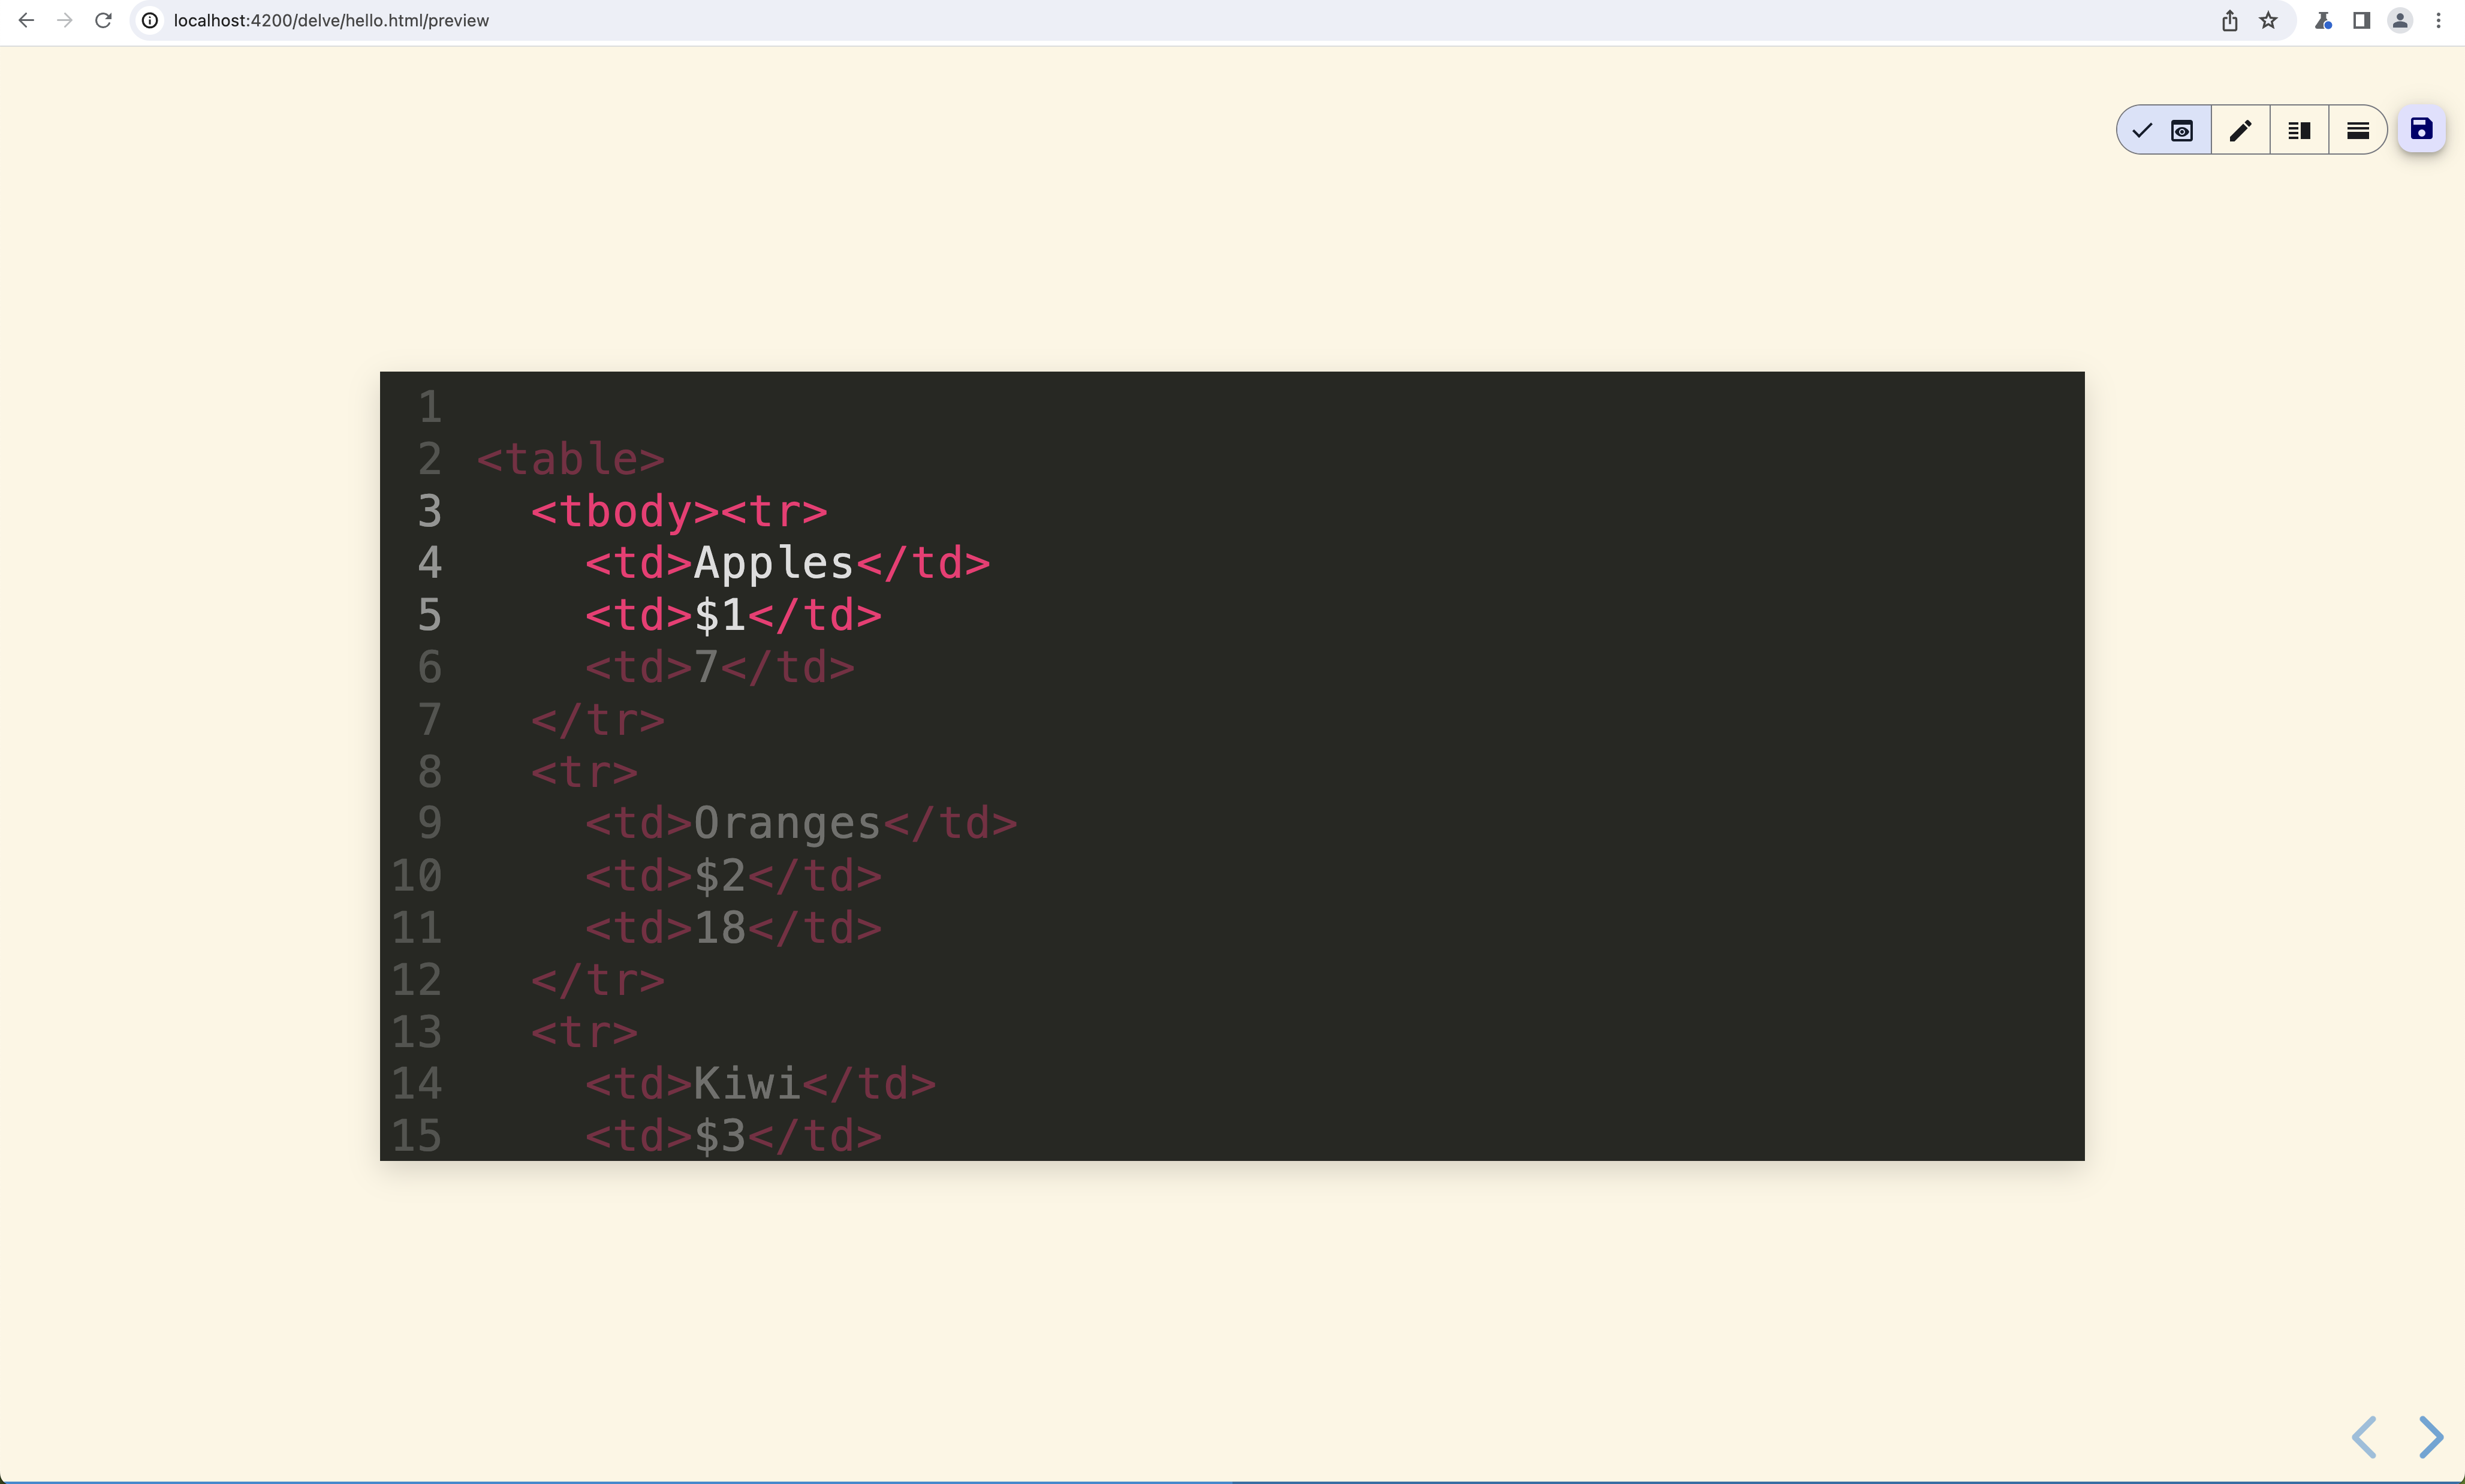 localhost:4200/delve/hello.html/preview
1
2 <table>
3 <tbody><tr>
4 <td>Apples</td>
5 <td>$1</td>
6 <td>7</td>
7 </tr>
8 <tr>
9 <td>Oranges</td>
10 <td>$2</td>
11 <td>18</td>
12 </tr>
13 <tr>
14 <td>Kiwi</td>
15 <td>$3</td>